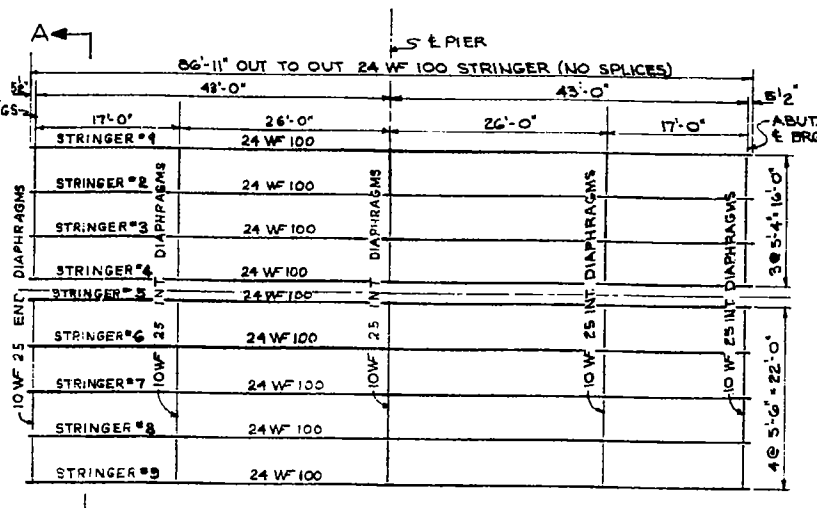 A
S ℄ PIER
86'-11" OUT TO OUT 24 WF 100 STRINGER (NO SPLICES)
5½" 43'-0" 43'-0" 5½"
GS 17'-0" 26'-0" 26'-0" 17'-0" ABUT.
℄ BRG
STRINGER #1 24 WF 100
STRINGER #2 24 WF 100
STRINGER #3 24 WF 100
STRINGER #4 24 WF 100
STRINGER #5 24 WF 100
STRINGER #6 24 WF 100
STRINGER #7 24 WF 100
STRINGER #8 24 WF 100
STRINGER #9 24 WF 100
10 WF 25 END DIAPHRAGMS
10 WF 25 INT DIAPHRAGMS
10 WF 25 INT DIAPHRAGMS
10 WF 25 INT. DIAPHRAGMS
10 WF 25 INT DIAPHRAGMS
3 @ 5'-4" = 16'-0"
4 @ 5'-6" = 22'-0"